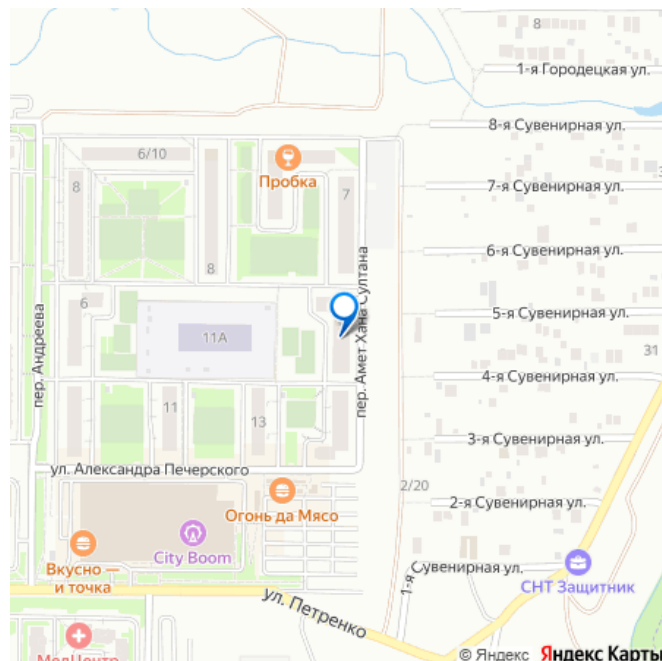 8
1-я Городецкая ул.
8-я Сувенирная ул.
6/10
Пробка
8
7
7-я Сувенирная ул.
3
8
6-я Сувенирная ул.
пер. Амет Хана Султана
6
5-я Сувенирная ул.
11А
31
пер. Андреева
4-я Сувенирная ул.
11
13
3-я Сувенирная ул.
ул. Александра Печерского
2/20
2-я Сувенирная ул.
Огонь да Мясо
City Boom
Вкусно —
и точка
1-я Сувенирная ул.
СНТ Защитник
ул. Петренко
МедЦентр
© Яндекс Яндекс Карты